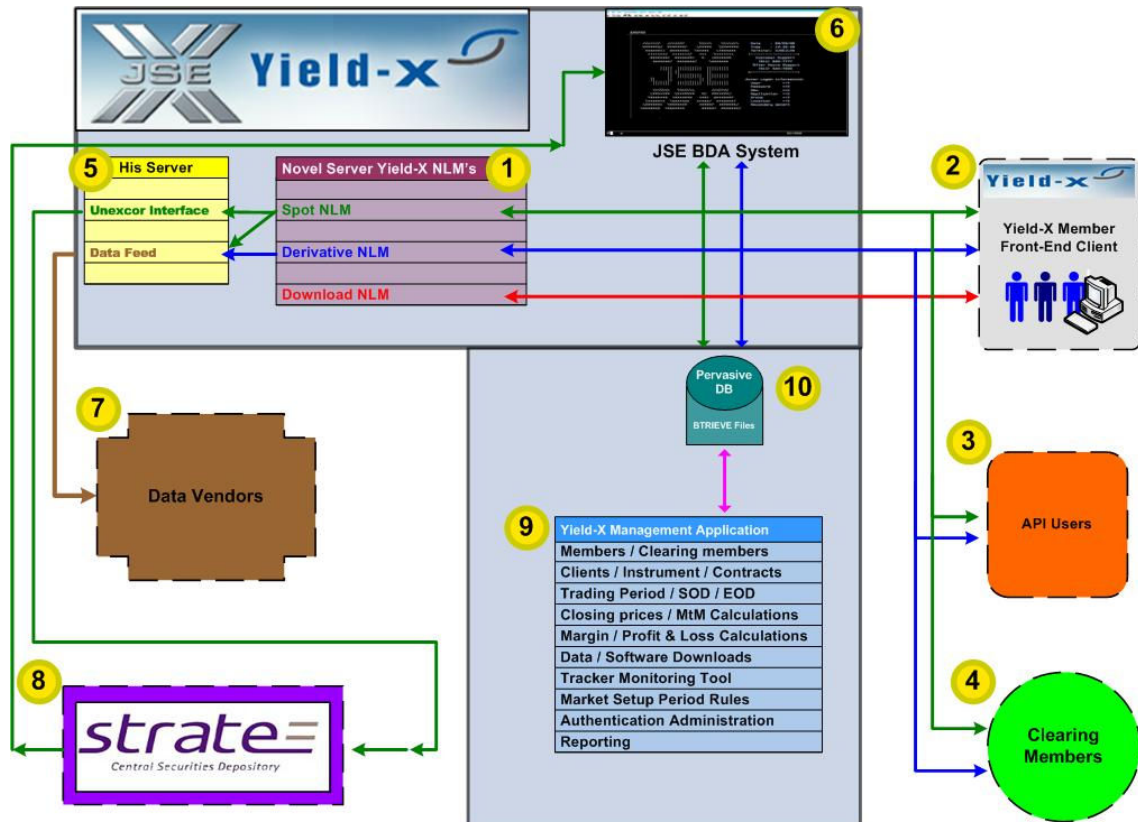 JSE
Yield-X
6
JSE
JSE BDA System
5
His Server
Unexcor Interface
Data Feed
Novel Server Yield-X NLM's
1
Spot NLM
Derivative NLM
Download NLM
2
Yield-X
Yield-X Member
Front-End Client
Pervasive
DB
BTRIEVE Files
10
7
Data Vendors
3
API Users
9
Yield-X Management Application
Members / Clearing members
Clients / Instrument / Contracts
Trading Period / SOD / EOD
Closing prices / MtM Calculations
Margin / Profit & Loss Calculations
Data / Software Downloads
Tracker Monitoring Tool
Market Setup Period Rules
Authentication Administration
Reporting
8
strate
Central Securities Depository
4
Clearing
Members